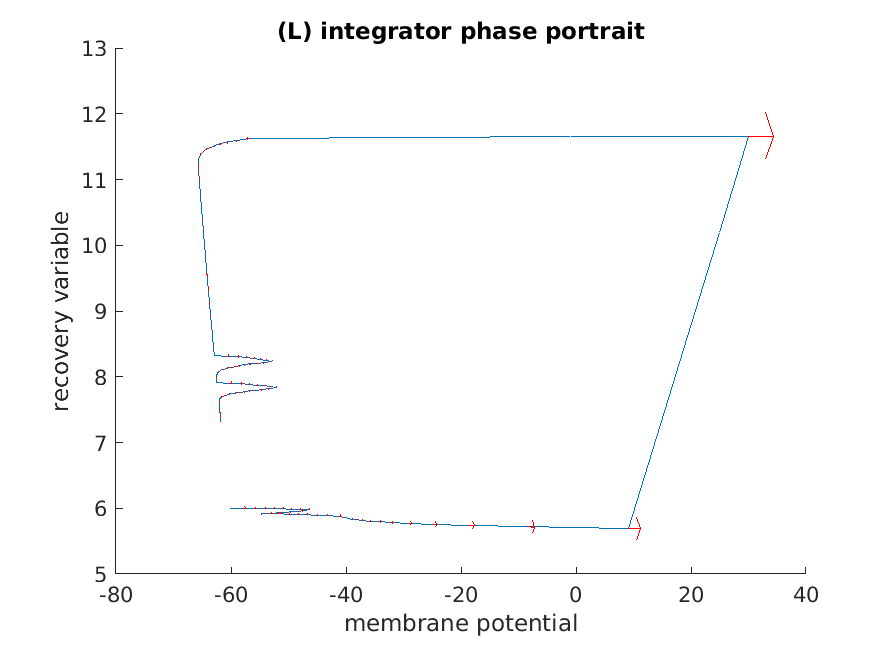 (L) integrator phase portrait
13
12
11
10
9
8
7
6
5
recovery variable
-80 -60 -40 -20 0 20 40
membrane potential